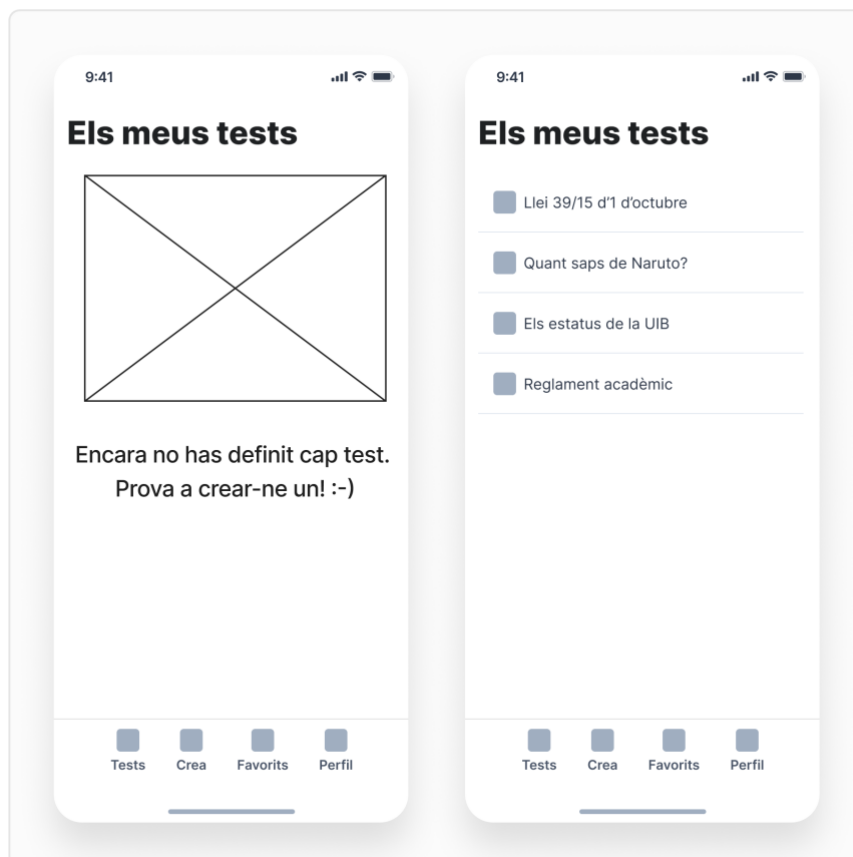 9:41
Els meus tests
Encara no has definit cap test.
Prova a crear-ne un! :-)
Tests Crea Favorits Perfil
9:41
Els meus tests
Llei 39/15 d'1 d'octubre
Quant saps de Naruto?
Els estatus de la UIB
Reglament acadèmic
Tests Crea Favorits Perfil